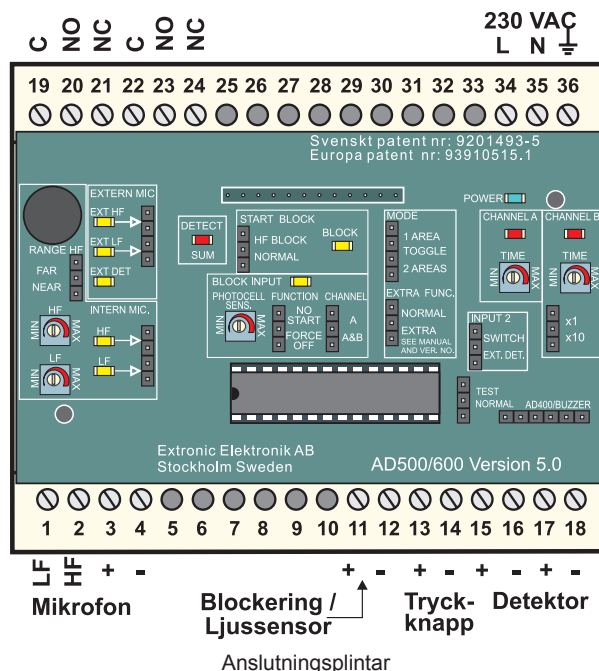 230 VAC
C NO NC C NO NC L N
19 20 21 22 23 24 25 26 27 28 29 30 31 32 33 34 35 36
Svenskt patent nr: 9201493-5
Europa patent nr: 93910515.1
EXTERN MIC
EXT HF
EXT LF
EXT DET
RANGE HF
FAR
NEAR
HF
MIN MAX
LF
MIN MAX
INTERN MIC.
HF
LF
DETECT
SUM
START BLOCK
HF BLOCK
NORMAL
BLOCK
BLOCK INPUT
PHOTOCELL FUNCTION CHANNEL
SENS.
MIN MAX
NO
START
FORCE
OFF
A
A&B
MODE
1 AREA
TOGGLE
2 AREAS
EXTRA FUNC.
NORMAL
EXTRA
SEE MANUAL
AND VER. NO.
POWER
CHANNEL A
TIME
MIN MAX
CHANNEL B
TIME
MIN MAX
x1
x10
INPUT 2
SWITCH
EXT. DET.
TEST
NORMAL
AD400/BUZZER
Extronic Elektronik AB
Stockholm Sweden
AD500/600 Version 5.0
1 2 3 4 5 6 7 8 9 10 11 12 13 14 15 16 17 18
LF HF + - + - + - + - + -
Mikrofon
Blockering /
Ljussensor
Tryck-
knapp
Detektor
Anslutningsplintar